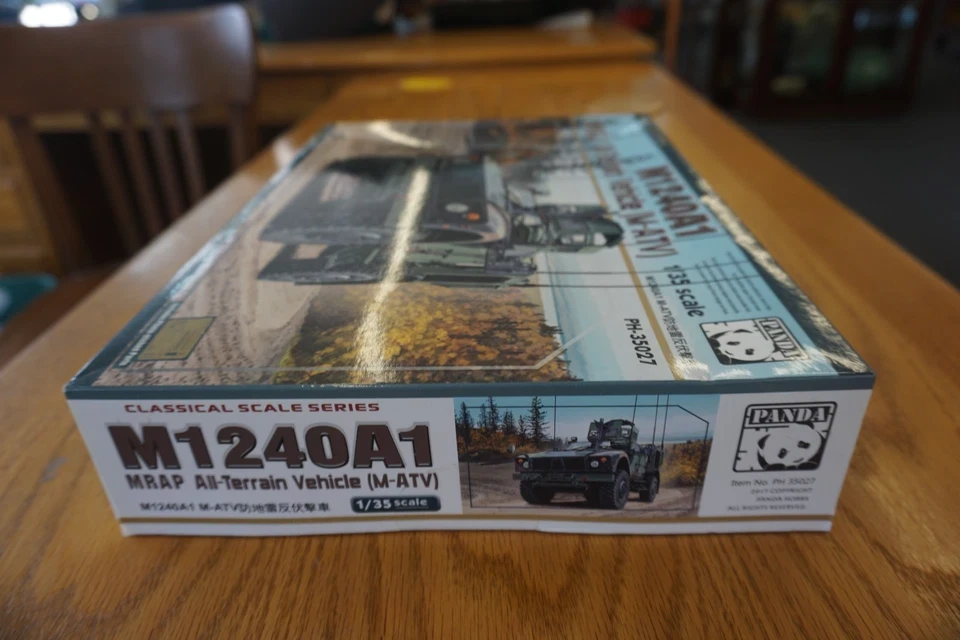 M1240A1
M-ATV)
1:35 scale
PH-35027
PANDA
CLASSICAL SCALE SERIES
M1240A1
MRAP All-Terrain Vehicle (M-ATV)
M1240A1 M-ATV防地雷反伏擊車
1/35 scale
PANDA
Item No. PH 35027
2017 COPYRIGHT
PANDA HOBBY
ALL RIGHTS RESERVED